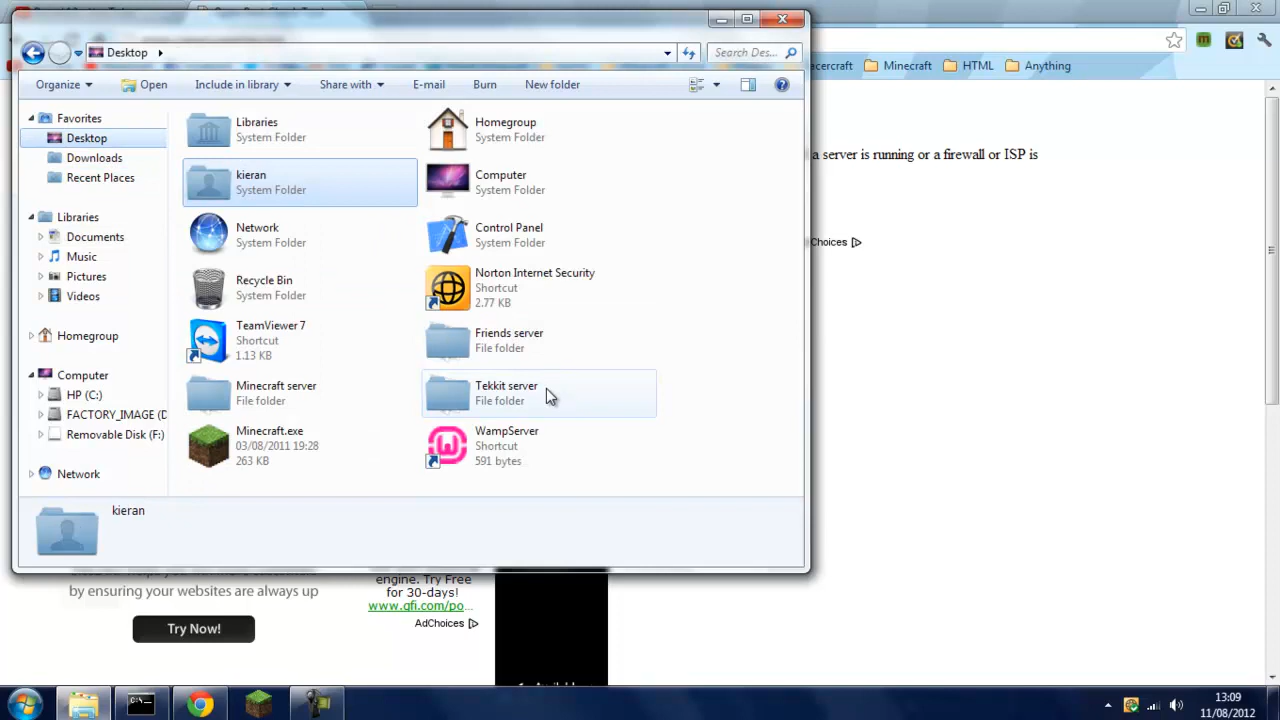 Desktop
Search Des...
Organize
Open
Include in library
Share with
E-mail
Burn
New folder
acercraft
Minecraft
HTML
Anything
Favorites
Desktop
Downloads
Recent Places
Libraries
Documents
Music
Pictures
Videos
Homegroup
Computer
HP (C:)
FACTORY_IMAGE (D
Removable Disk (F:)
Network
Libraries
System Folder
Homegroup
System Folder
kieran
System Folder
Computer
System Folder
Network
System Folder
Control Panel
System Folder
Recycle Bin
System Folder
Norton Internet Security
Shortcut
2.77 KB
TeamViewer 7
Shortcut
1.13 KB
Friends server
File folder
Minecraft server
File folder
Tekkit server
File folder
Minecraft.exe
03/08/2011 19:28
263 KB
WampServer
Shortcut
591 bytes
kieran
a server is running or a firewall or ISP is
Choices
by ensuring your websites are always up
Try Now!
engine. Try Free
for 30-days!
www.gfi.com/po...
AdChoices
C:\.
13:09
11/08/2012